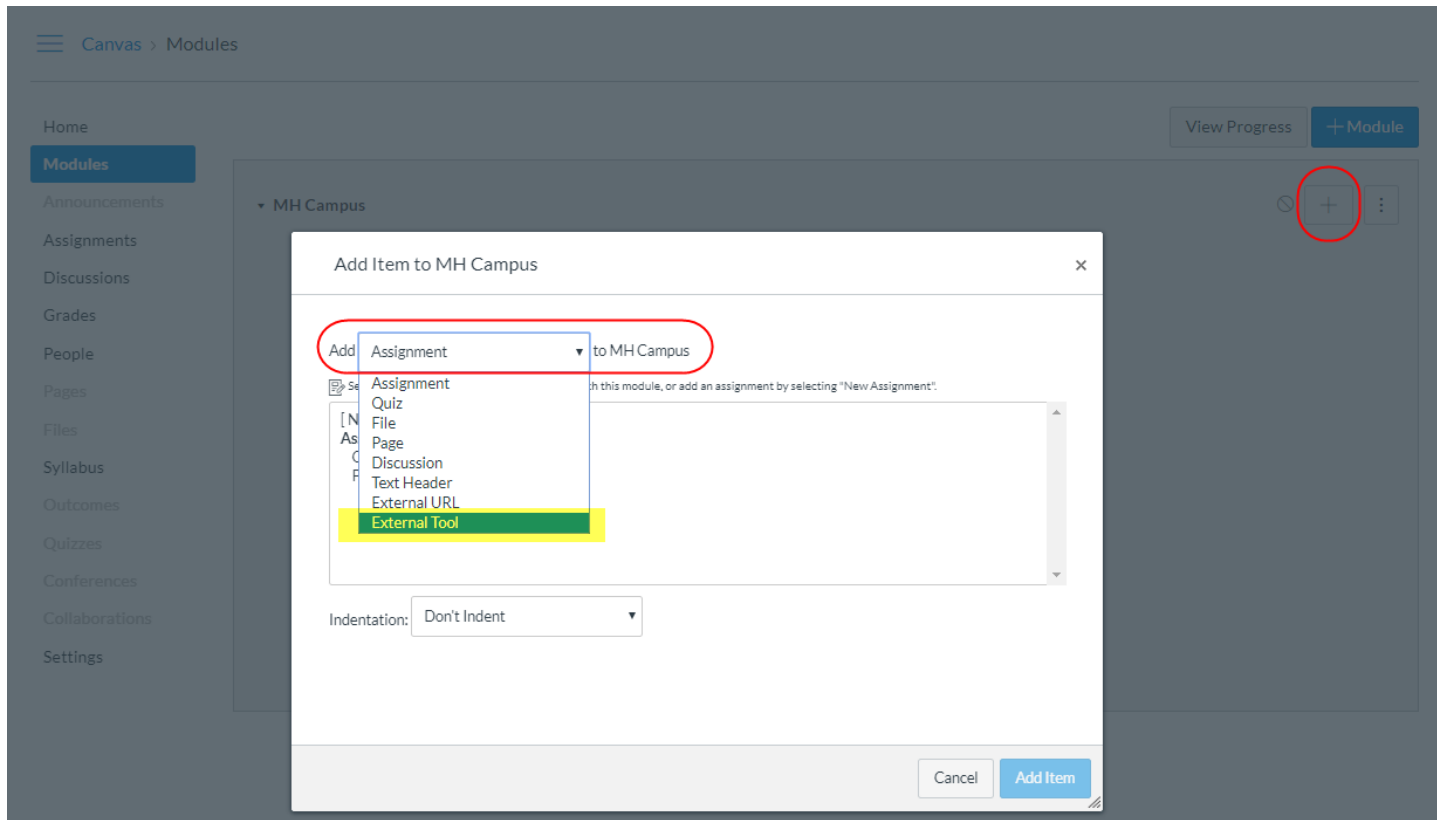 Canvas › Modules
View Progress
+ Module
Home
Modules
Announcements
Assignments
Discussions
Grades
People
Pages
Files
Syllabus
Outcomes
Quizzes
Conferences
Collaborations
Settings
MH Campus
Add Item to MH Campus
Add Assignment to MH Campus
Assignment
Quiz
File
Page
Discussion
Text Header
External URL
External Tool
this module, or add an assignment by selecting "New Assignment".
Indentation: Don't Indent
Cancel
Add Item